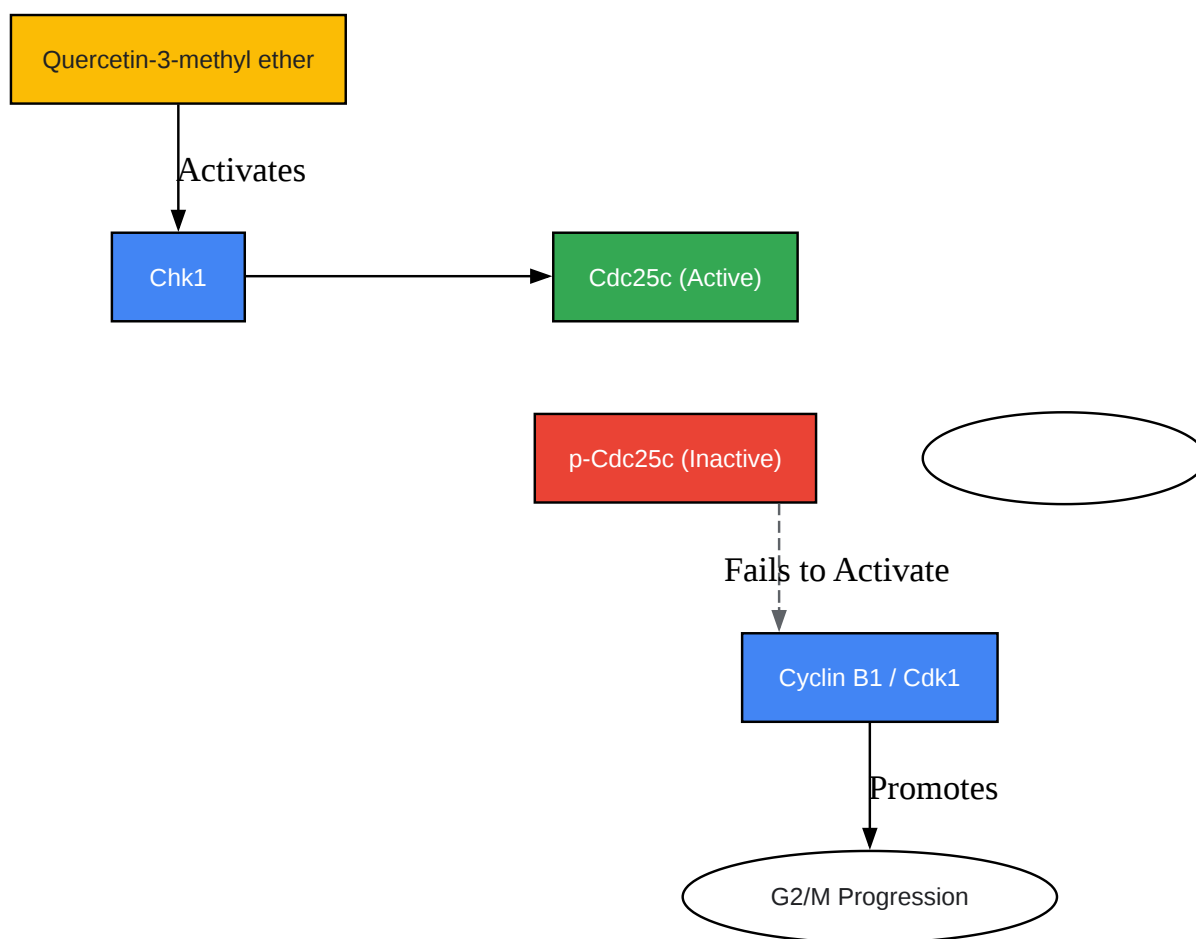 Quercetin-3-methyl ether
Activates
Chk1
Cdc25c (Active)
p-Cdc25c (Inactive)
Fails to Activate
Cyclin B1 / Cdk1
Promotes
G2/M Progression